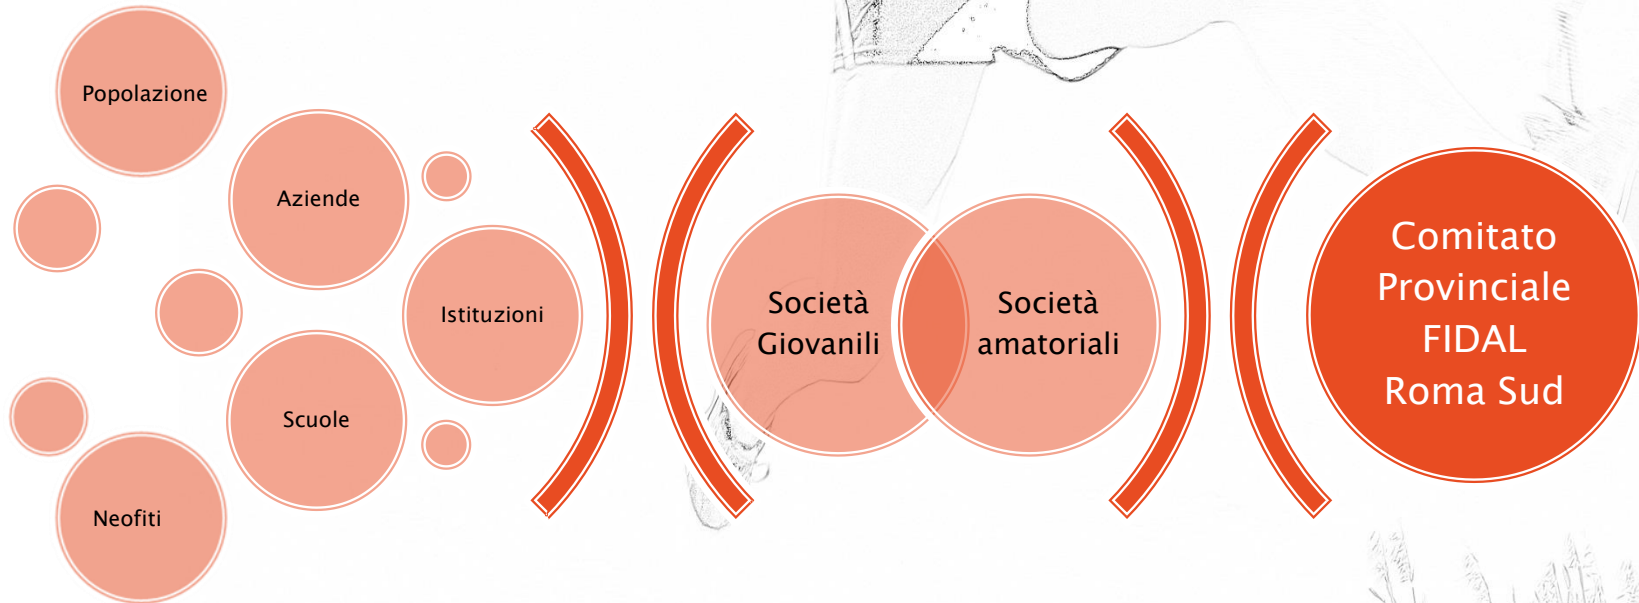 Popolazione
Aziende
Istituzioni
Scuole
Neofiti
Società
Giovanili
Società
amatoriali
Comitato
Provinciale
FIDAL
Roma Sud